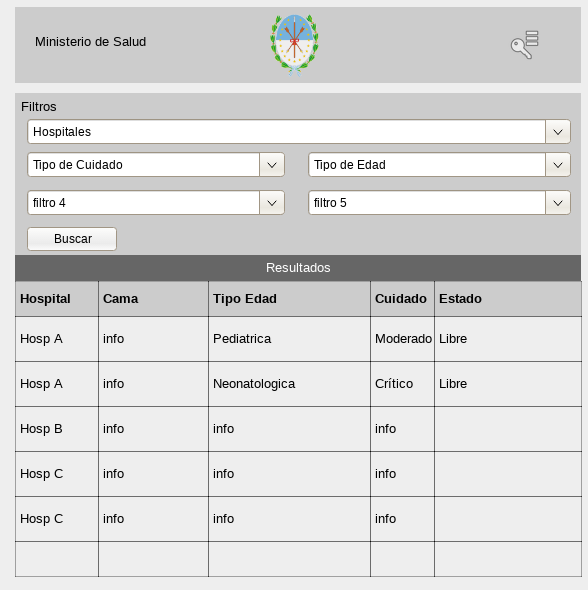 Ministerio de Salud
Filtros
Hospitales
Tipo de Cuidado Tipo de Edad
filtro 4 filtro 5
Buscar
Resultados
Hospital Cama Tipo Edad Cuidado Estado
Hosp A info Pediatrica Moderado Libre
Hosp A info Neonatologica Crítico Libre
Hosp B info info info
Hosp C info info info
Hosp C info info info